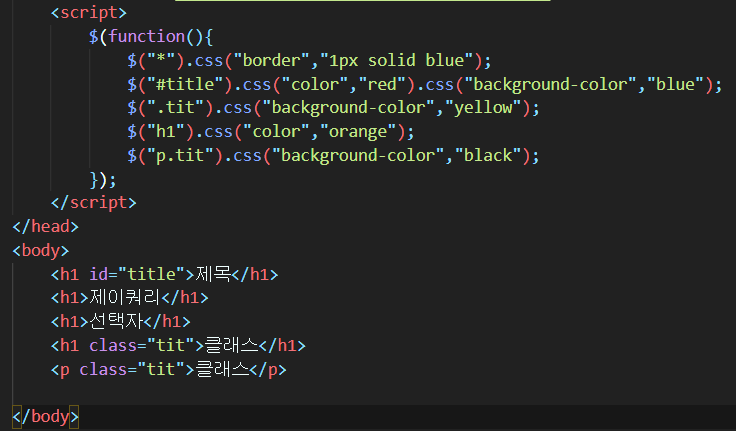 <script>
$(function(){
$("*").css("border","1px solid blue");
$("#title").css("color","red").css("background-color","blue");
$(".tit").css("background-color","yellow");
$("h1").css("color","orange");
$("p.tit").css("background-color","black");
});
</script>
</head>
<body>
<h1 id="title">제목</h1>
<h1>제이쿼리</h1>
<h1>선택자</h1>
<h1 class="tit">클래스</h1>
<p class="tit">클래스</p>
</body>